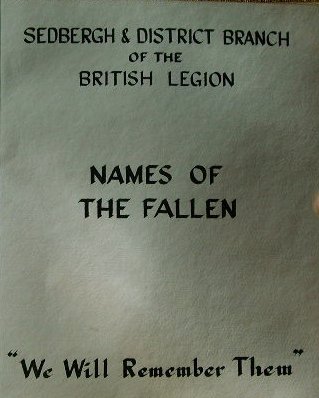 SEDBERGH & DISTRICT BRANCH
OF THE
BRITISH LEGION
NAMES OF
THE FALLEN
"We Will Remember Them"